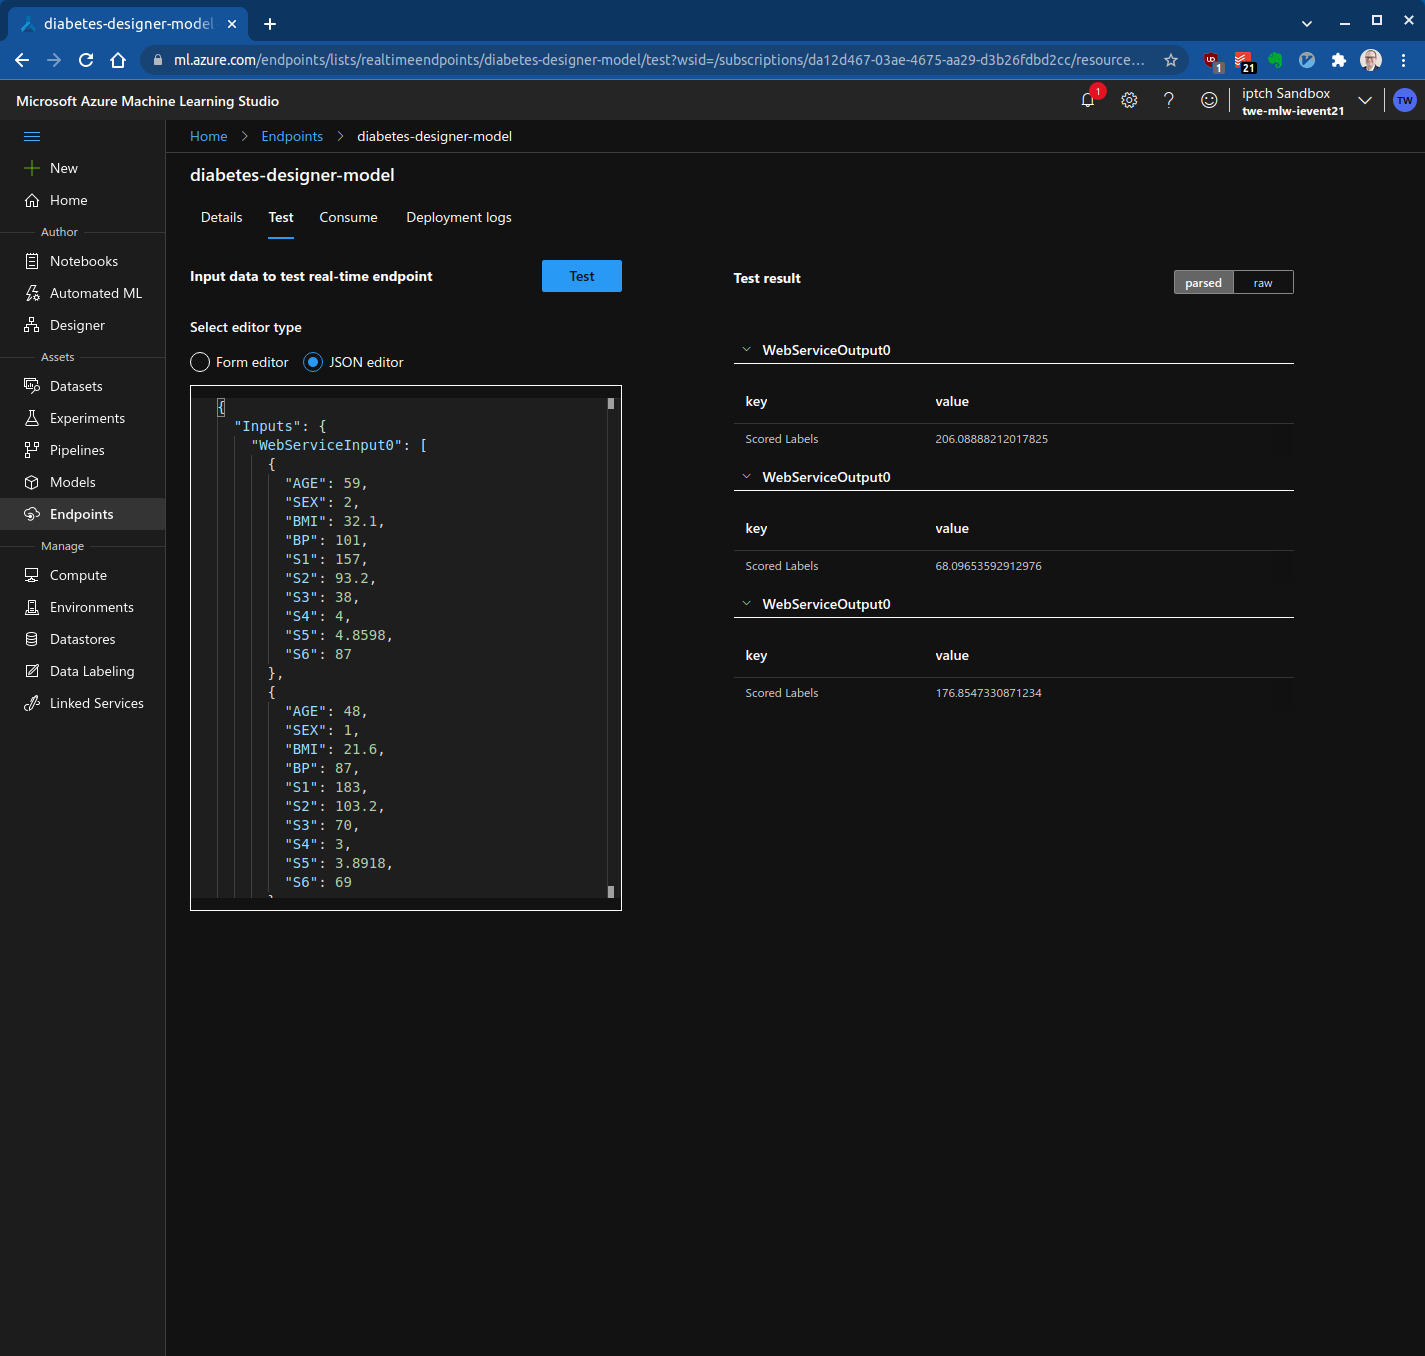 diabetes-designer-model
ml.azure.com/endpoints/lists/realtimeendpoints/diabetes-designer-model/test?wsid=/subscriptions/da12d467-03ae-4675-aa29-d3b26fdbd2cc/resource...
1
21
Microsoft Azure Machine Learning Studio
1
iptch Sandbox
twe-mlw-ievent21
TW
Home
Endpoints
diabetes-designer-model
New
Home
Author
Notebooks
Automated ML
Designer
Assets
Datasets
Experiments
Pipelines
Models
Endpoints
Manage
Compute
Environments
Datastores
Data Labeling
Linked Services
diabetes-designer-model
Details Test Consume Deployment logs
Input data to test real-time endpoint
Test
Select editor type
Form editor JSON editor
{
"Inputs": {
"WebServiceInput0": [
{
"AGE": 59,
"SEX": 2,
"BMI": 32.1,
"BP": 101,
"S1": 157,
"S2": 93.2,
"S3": 38,
"S4": 4,
"S5": 4.8598,
"S6": 87
},
{
"AGE": 48,
"SEX": 1,
"BMI": 21.6,
"BP": 87,
"S1": 183,
"S2": 103.2,
"S3": 70,
"S4": 3,
"S5": 3.8918,
"S6": 69
Test result
parsed raw
WebServiceOutput0
key value
Scored Labels 206.08888212017825
WebServiceOutput0
key value
Scored Labels 68.09653592912976
WebServiceOutput0
key value
Scored Labels 176.8547330871234